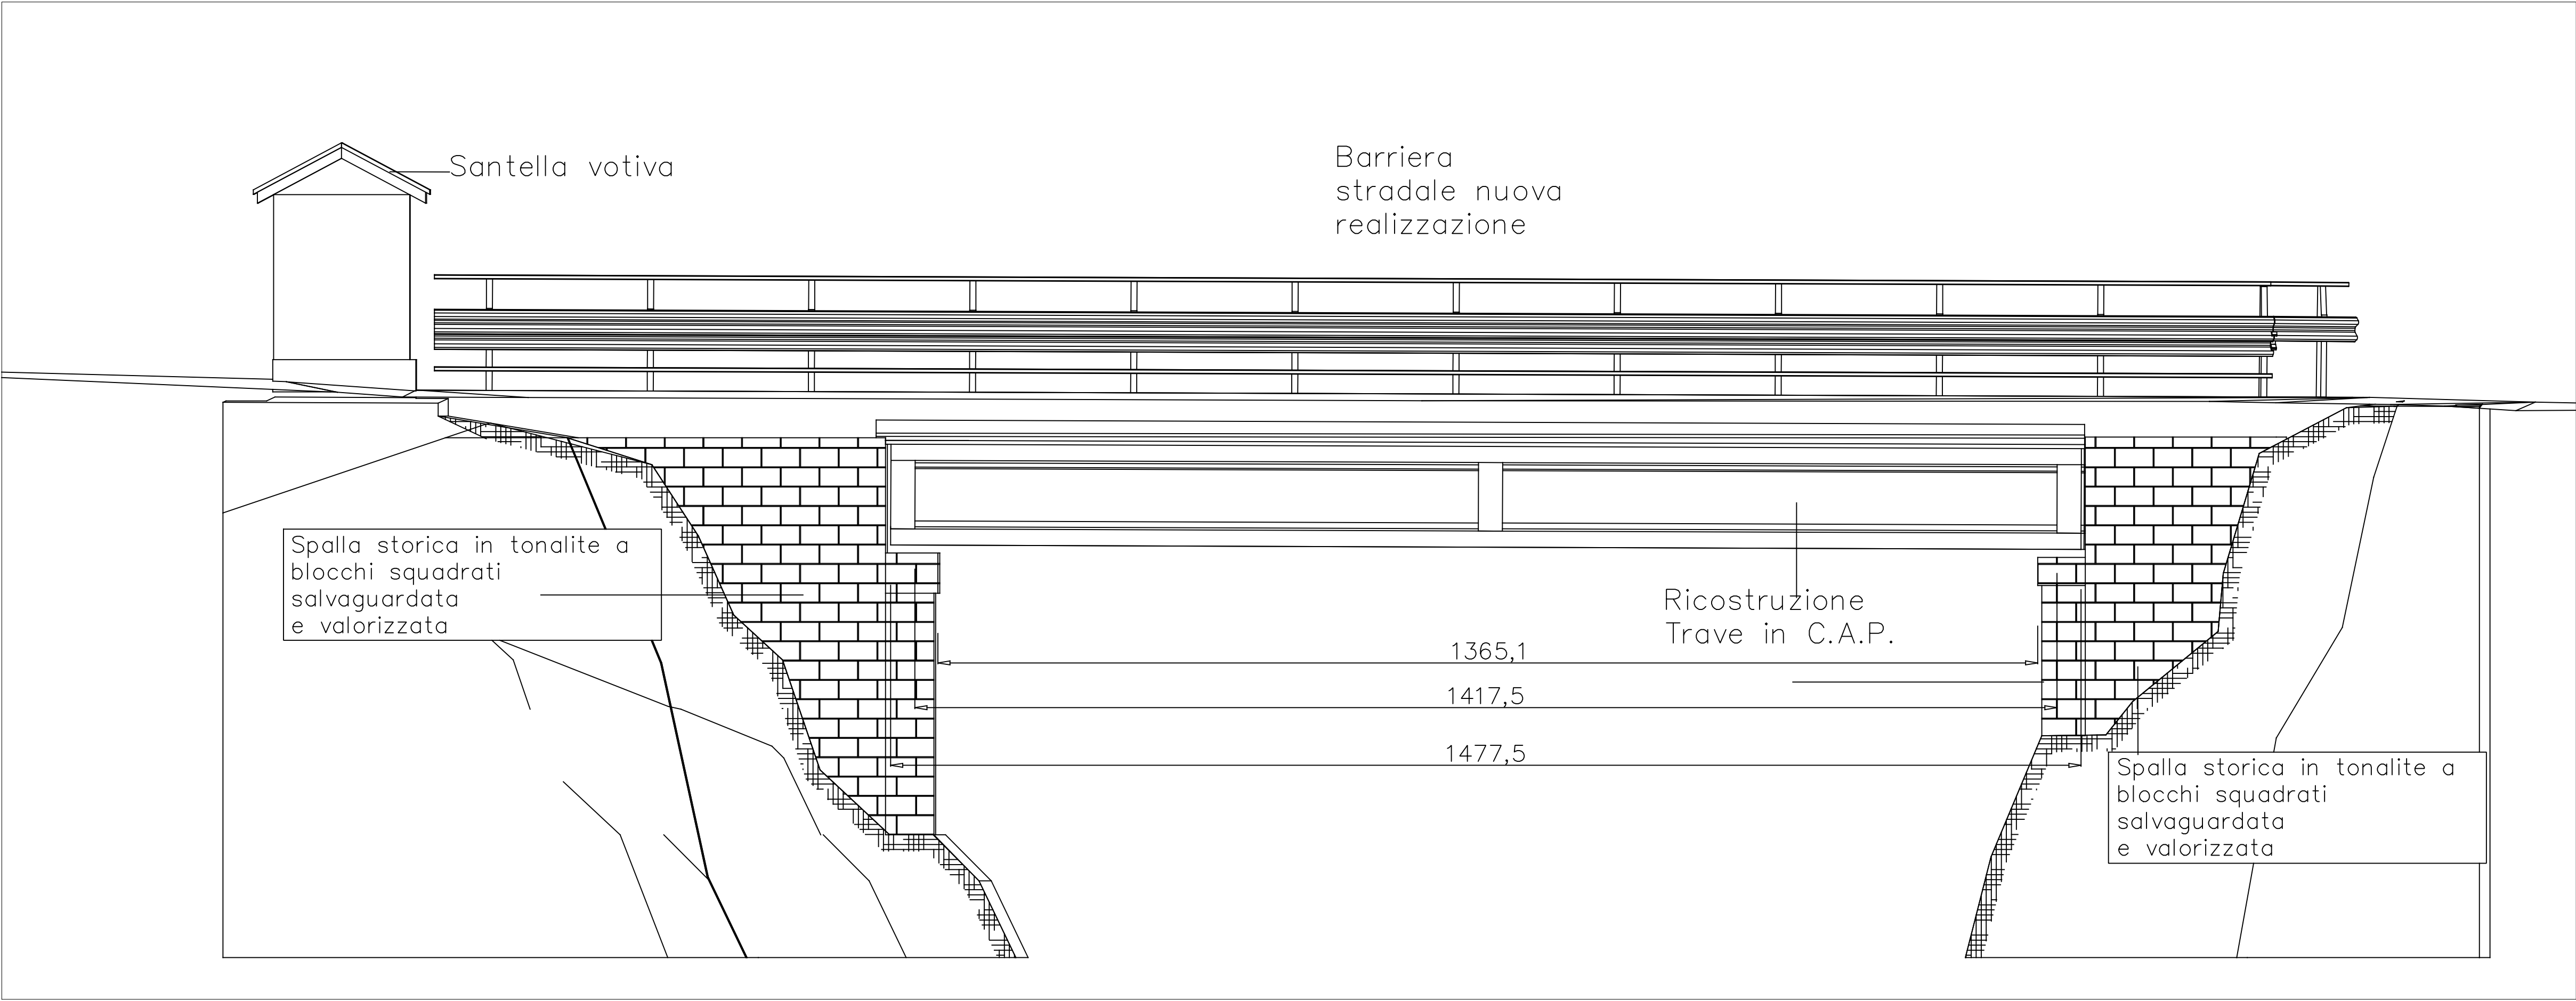 Santella votiva
Barriera
stradale nuova
realizzazione
Spalla storica in tonalite a
blocchi squadrati
salvaguardata
e valorizzata
Ricostruzione
Trave in C.A.P.
1365,1
1417,5
1477,5
Spalla storica in tonalite a
blocchi squadrati
salvaguardata
e valorizzata